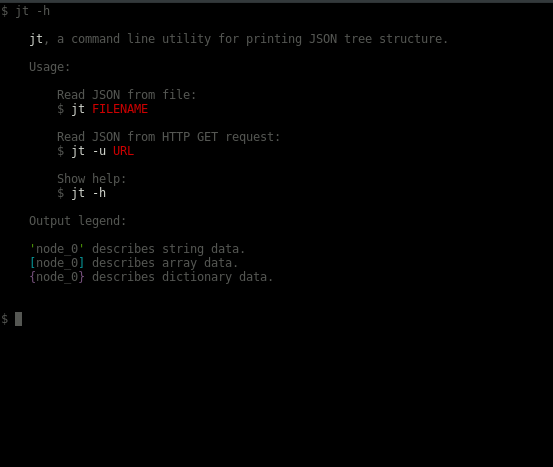 $ jt -h
jt, a command line utility for printing JSON tree structure.
Usage:
Read JSON from file:
$ jt FILENAME
Read JSON from HTTP GET request:
$ jt -u URL
Show help:
$ jt -h
Output legend:
'node_0' describes string data.
[node_0] describes array data.
{node_0} describes dictionary data.
$